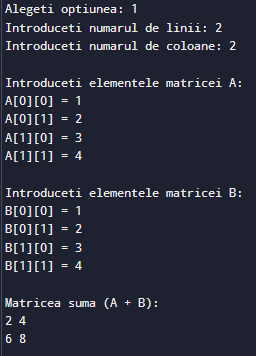 Alegeti optiunea: 1
Introduceti numarul de linii: 2
Introduceti numarul de coloane: 2
Introduceti elementele matricei A:
A[0][0] = 1
A[0][1] = 2
A[1][0] = 3
A[1][1] = 4
Introduceti elementele matricei B:
B[0][0] = 1
B[0][1] = 2
B[1][0] = 3
B[1][1] = 4
Matricea suma (A + B):
2 4
6 8